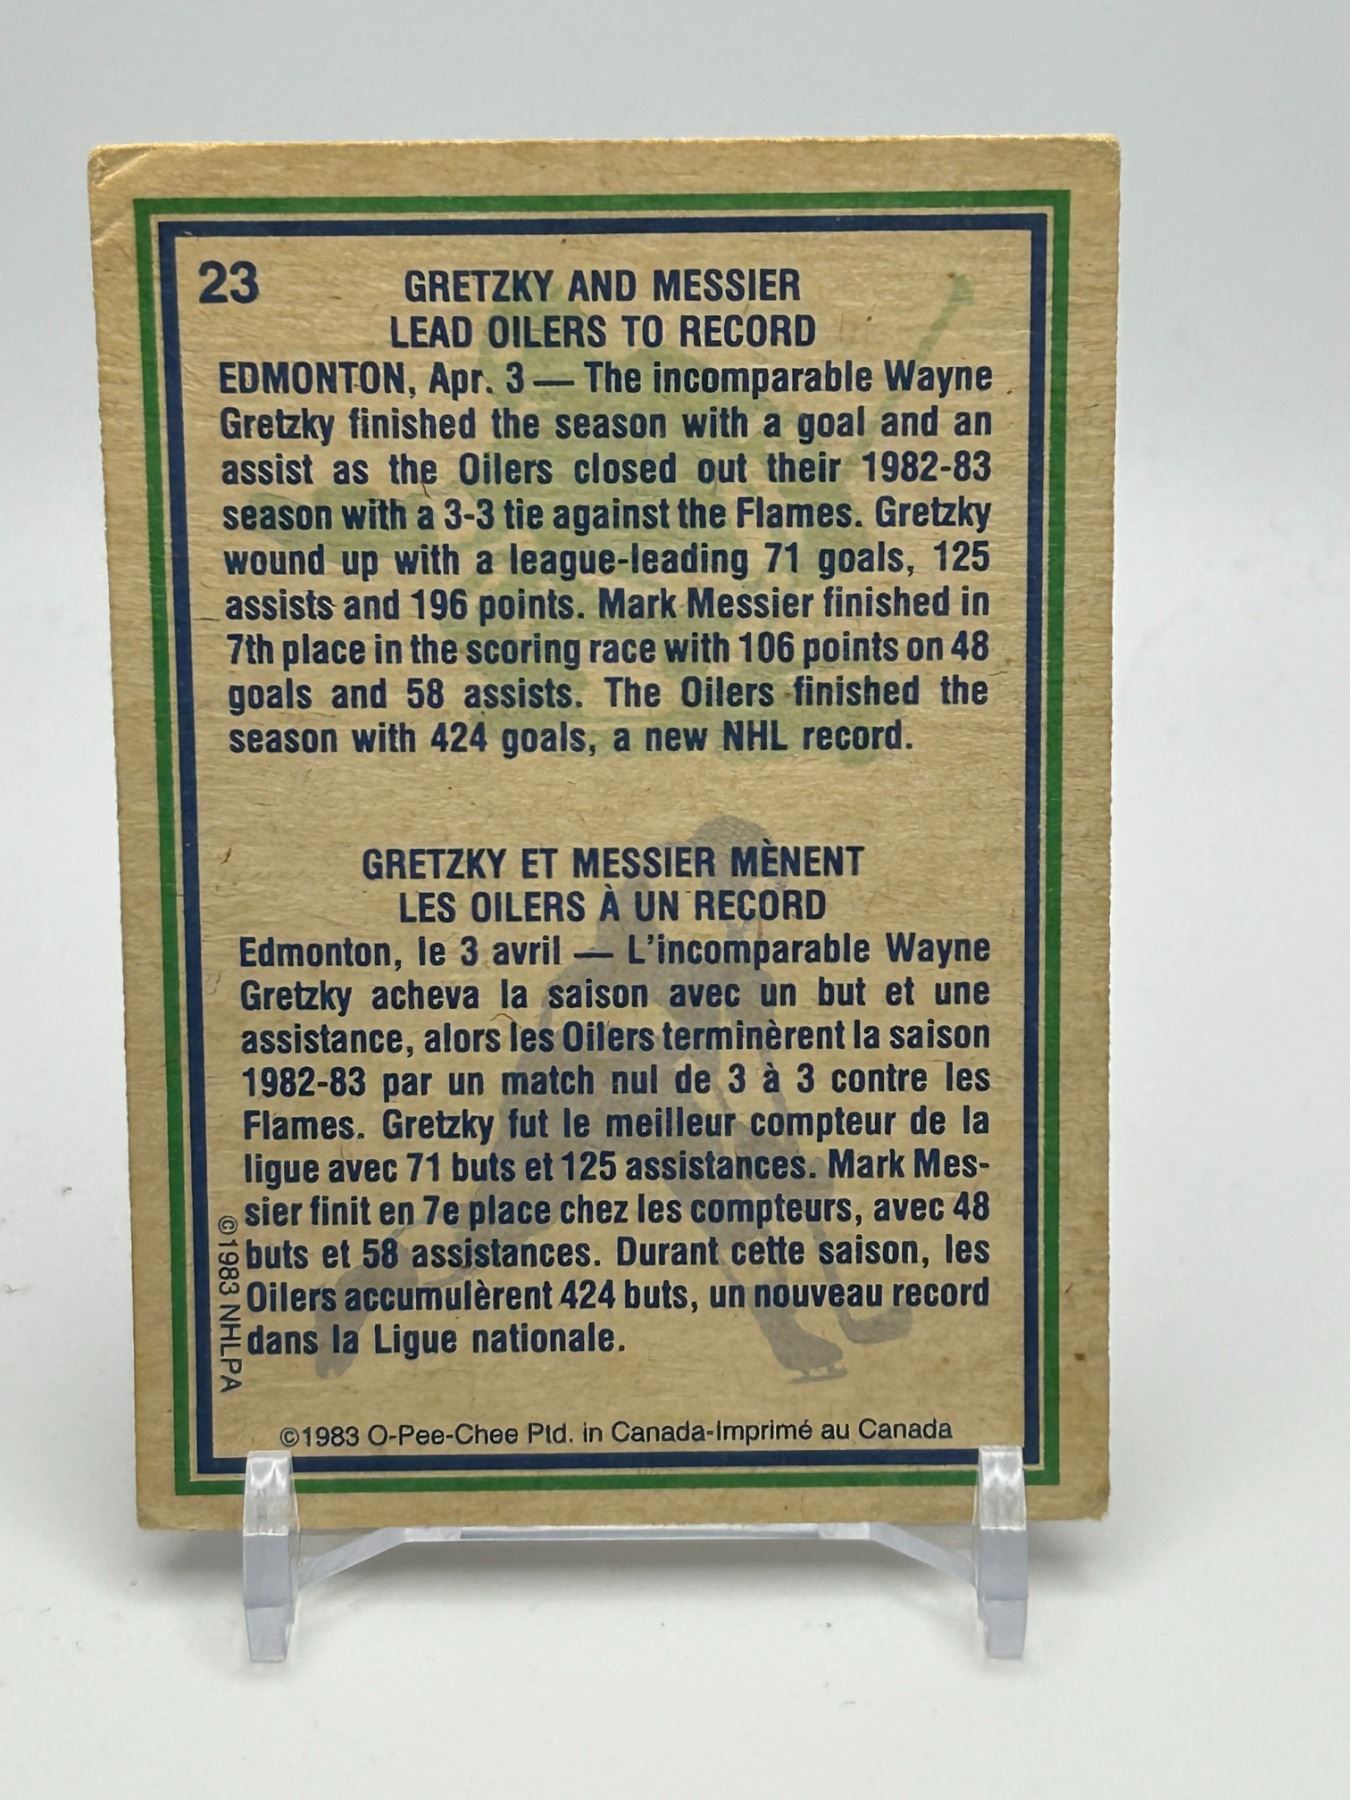 23
GRETZKY AND MESSIER
LEAD OILERS TO RECORD
EDMONTON, Apr. 3 — The incomparable Wayne
Gretzky finished the season with a goal and an
assist as the Oilers closed out their 1982-83
season with a 3-3 tie against the Flames. Gretzky
wound up with a league-leading 71 goals, 125
assists and 196 points. Mark Messier finished in
7th place in the scoring race with 106 points on 48
goals and 58 assists. The Oilers finished the
season with 424 goals, a new NHL record.
GRETZKY ET MESSIER MÈNENT
LES OILERS À UN RECORD
Edmonton, le 3 avril — L'incomparable Wayne
Gretzky acheva la saison avec un but et une
assistance, alors les Oilers terminèrent la saison
1982-83 par un match nul de 3 à 3 contre les
Flames. Gretzky fut le meilleur compteur de la
ligue avec 71 buts et 125 assistances. Mark Mes-
sier finit en 7e place chez les compteurs, avec 48
buts et 58 assistances. Durant cette saison, les
Oilers accumulèrent 424 buts, un nouveau record
dans la Ligue nationale.
©1983 NHLPA
©1983 O-Pee-Chee Ptd. in Canada-Imprimé au Canada